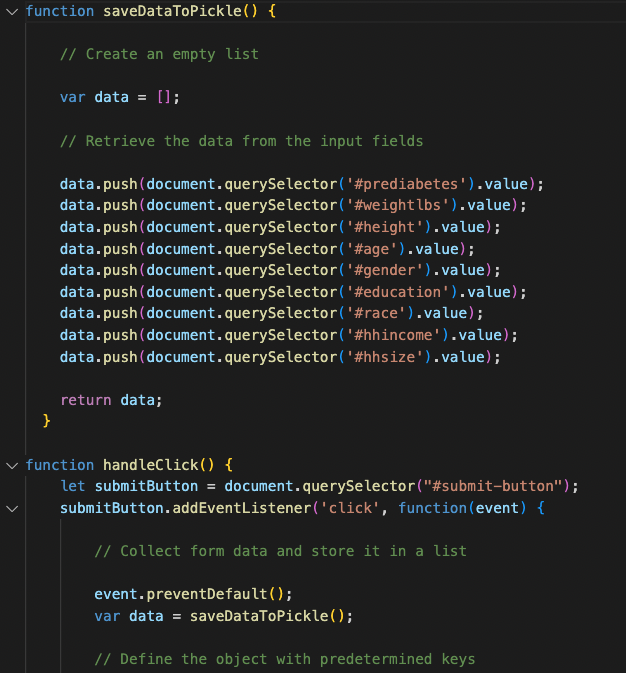 function saveDataToPickle() {
// Create an empty list
var data = [];
// Retrieve the data from the input fields
data.push(document.querySelector('#prediabetes').value);
data.push(document.querySelector('#weightlbs').value);
data.push(document.querySelector('#height').value);
data.push(document.querySelector('#age').value);
data.push(document.querySelector('#gender').value);
data.push(document.querySelector('#education').value);
data.push(document.querySelector('#race').value);
data.push(document.querySelector('#hhincome').value);
data.push(document.querySelector('#hhsize').value);
return data;
}
function handleClick() {
let submitButton = document.querySelector("#submit-button");
submitButton.addEventListener('click', function(event) {
// Collect form data and store it in a list
event.preventDefault();
var data = saveDataToPickle();
// Define the object with predetermined keys